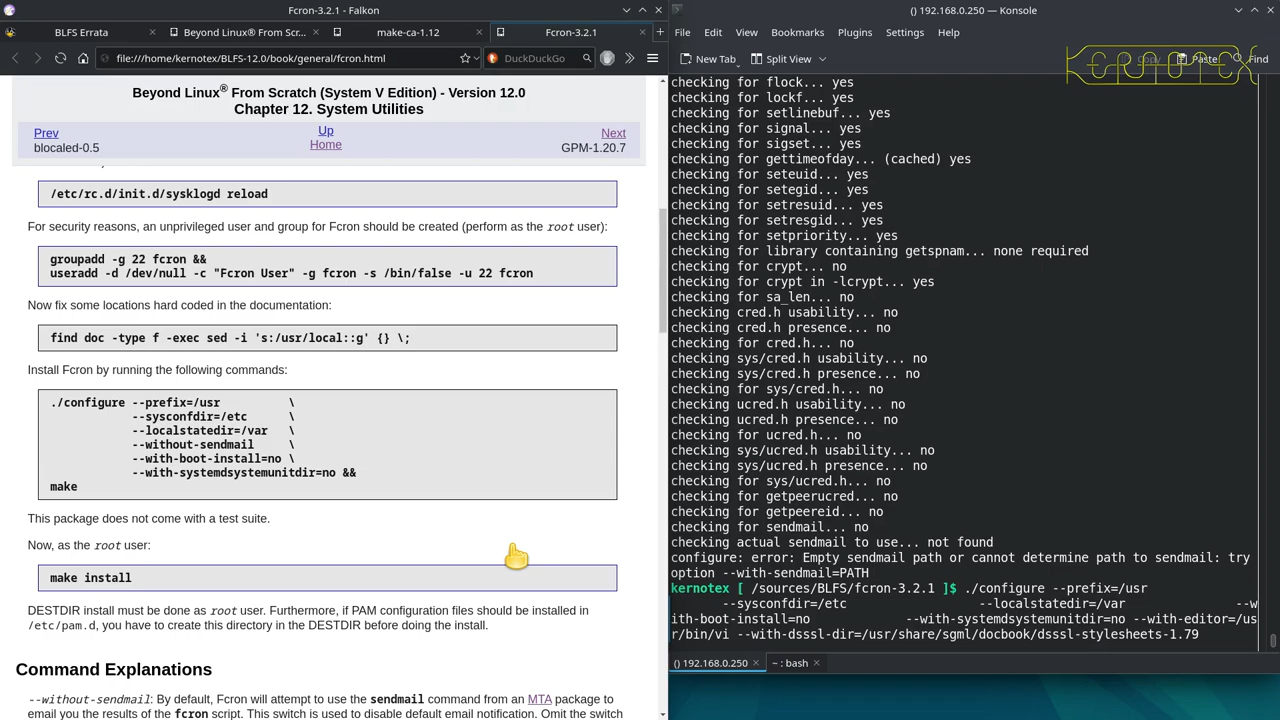 Fcron-3.2.1 - Falkon
BLFS Errata
Beyond Linux® From Scr...
make-ca-1.12
Fcron-3.2.1
file:///home/kernotex/BLFS-12.0/book/general/fcron.html
DuckDuckGo
Beyond Linux® From Scratch (System V Edition) - Version 12.0
Chapter 12. System Utilities
Prev
Up
Next
blocaled-0.5
Home
GPM-1.20.7
/etc/rc.d/init.d/sysklogd reload
For security reasons, an unprivileged user and group for Fcron should be created (perform as the root user):
groupadd -g 22 fcron &&
useradd -d /dev/null -c "Fcron User" -g fcron -s /bin/false -u 22 fcron
Now fix some locations hard coded in the documentation:
find doc -type f -exec sed -i 's:/usr/local::g' {} \;
Install Fcron by running the following commands:
./configure --prefix=/usr          \
            --sysconfdir=/etc      \
            --localstatedir=/var   \
            --without-sendmail     \
            --with-boot-install=no \
            --with-systemdsystemunitdir=no &&
make
This package does not come with a test suite.
Now, as the root user:
make install
DESTDIR install must be done as root user. Furthermore, if PAM configuration files should be installed in
/etc/pam.d, you have to create this directory in the DESTDIR before doing the install.
Command Explanations
--without-sendmail: By default, Fcron will attempt to use the sendmail command from an MTA package to
email you the results of the fcron script. This switch is used to disable default email notification. Omit the switch
() 192.168.0.250 — Konsole
File Edit View Bookmarks Plugins Settings Help
New Tab
Split View
Copy
Paste
Find
KERNOTEX
checking for flock... yes
checking for lockf... yes
checking for setlinebuf... yes
checking for signal... yes
checking for sigset... yes
checking for gettimeofday... (cached) yes
checking for seteuid... yes
checking for setegid... yes
checking for setresuid... yes
checking for setresgid... yes
checking for setpriority... yes
checking for library containing getspnam... none required
checking for crypt... no
checking for crypt in -lcrypt... yes
checking for sa_len... no
checking cred.h usability... no
checking cred.h presence... no
checking for cred.h... no
checking sys/cred.h usability... no
checking sys/cred.h presence... no
checking for sys/cred.h... no
checking ucred.h usability... no
checking ucred.h presence... no
checking for ucred.h... no
checking sys/ucred.h usability... no
checking sys/ucred.h presence... no
checking for sys/ucred.h... no
checking for getpeerucred... no
checking for getpeereid... no
checking for sendmail... no
checking actual sendmail to use... not found
configure: error: Empty sendmail path or cannot determine path to sendmail: try
option --with-sendmail=PATH
kernotex [ /sources/BLFS/fcron-3.2.1 ]$ ./configure --prefix=/usr
--sysconfdir=/etc --localstatedir=/var --w
ith-boot-install=no --with-systemdsystemunitdir=no --with-editor=/us
r/bin/vi --with-dsssl-dir=/usr/share/sgml/docbook/dsssl-stylesheets-1.79
() 192.168.0.250
~ : bash